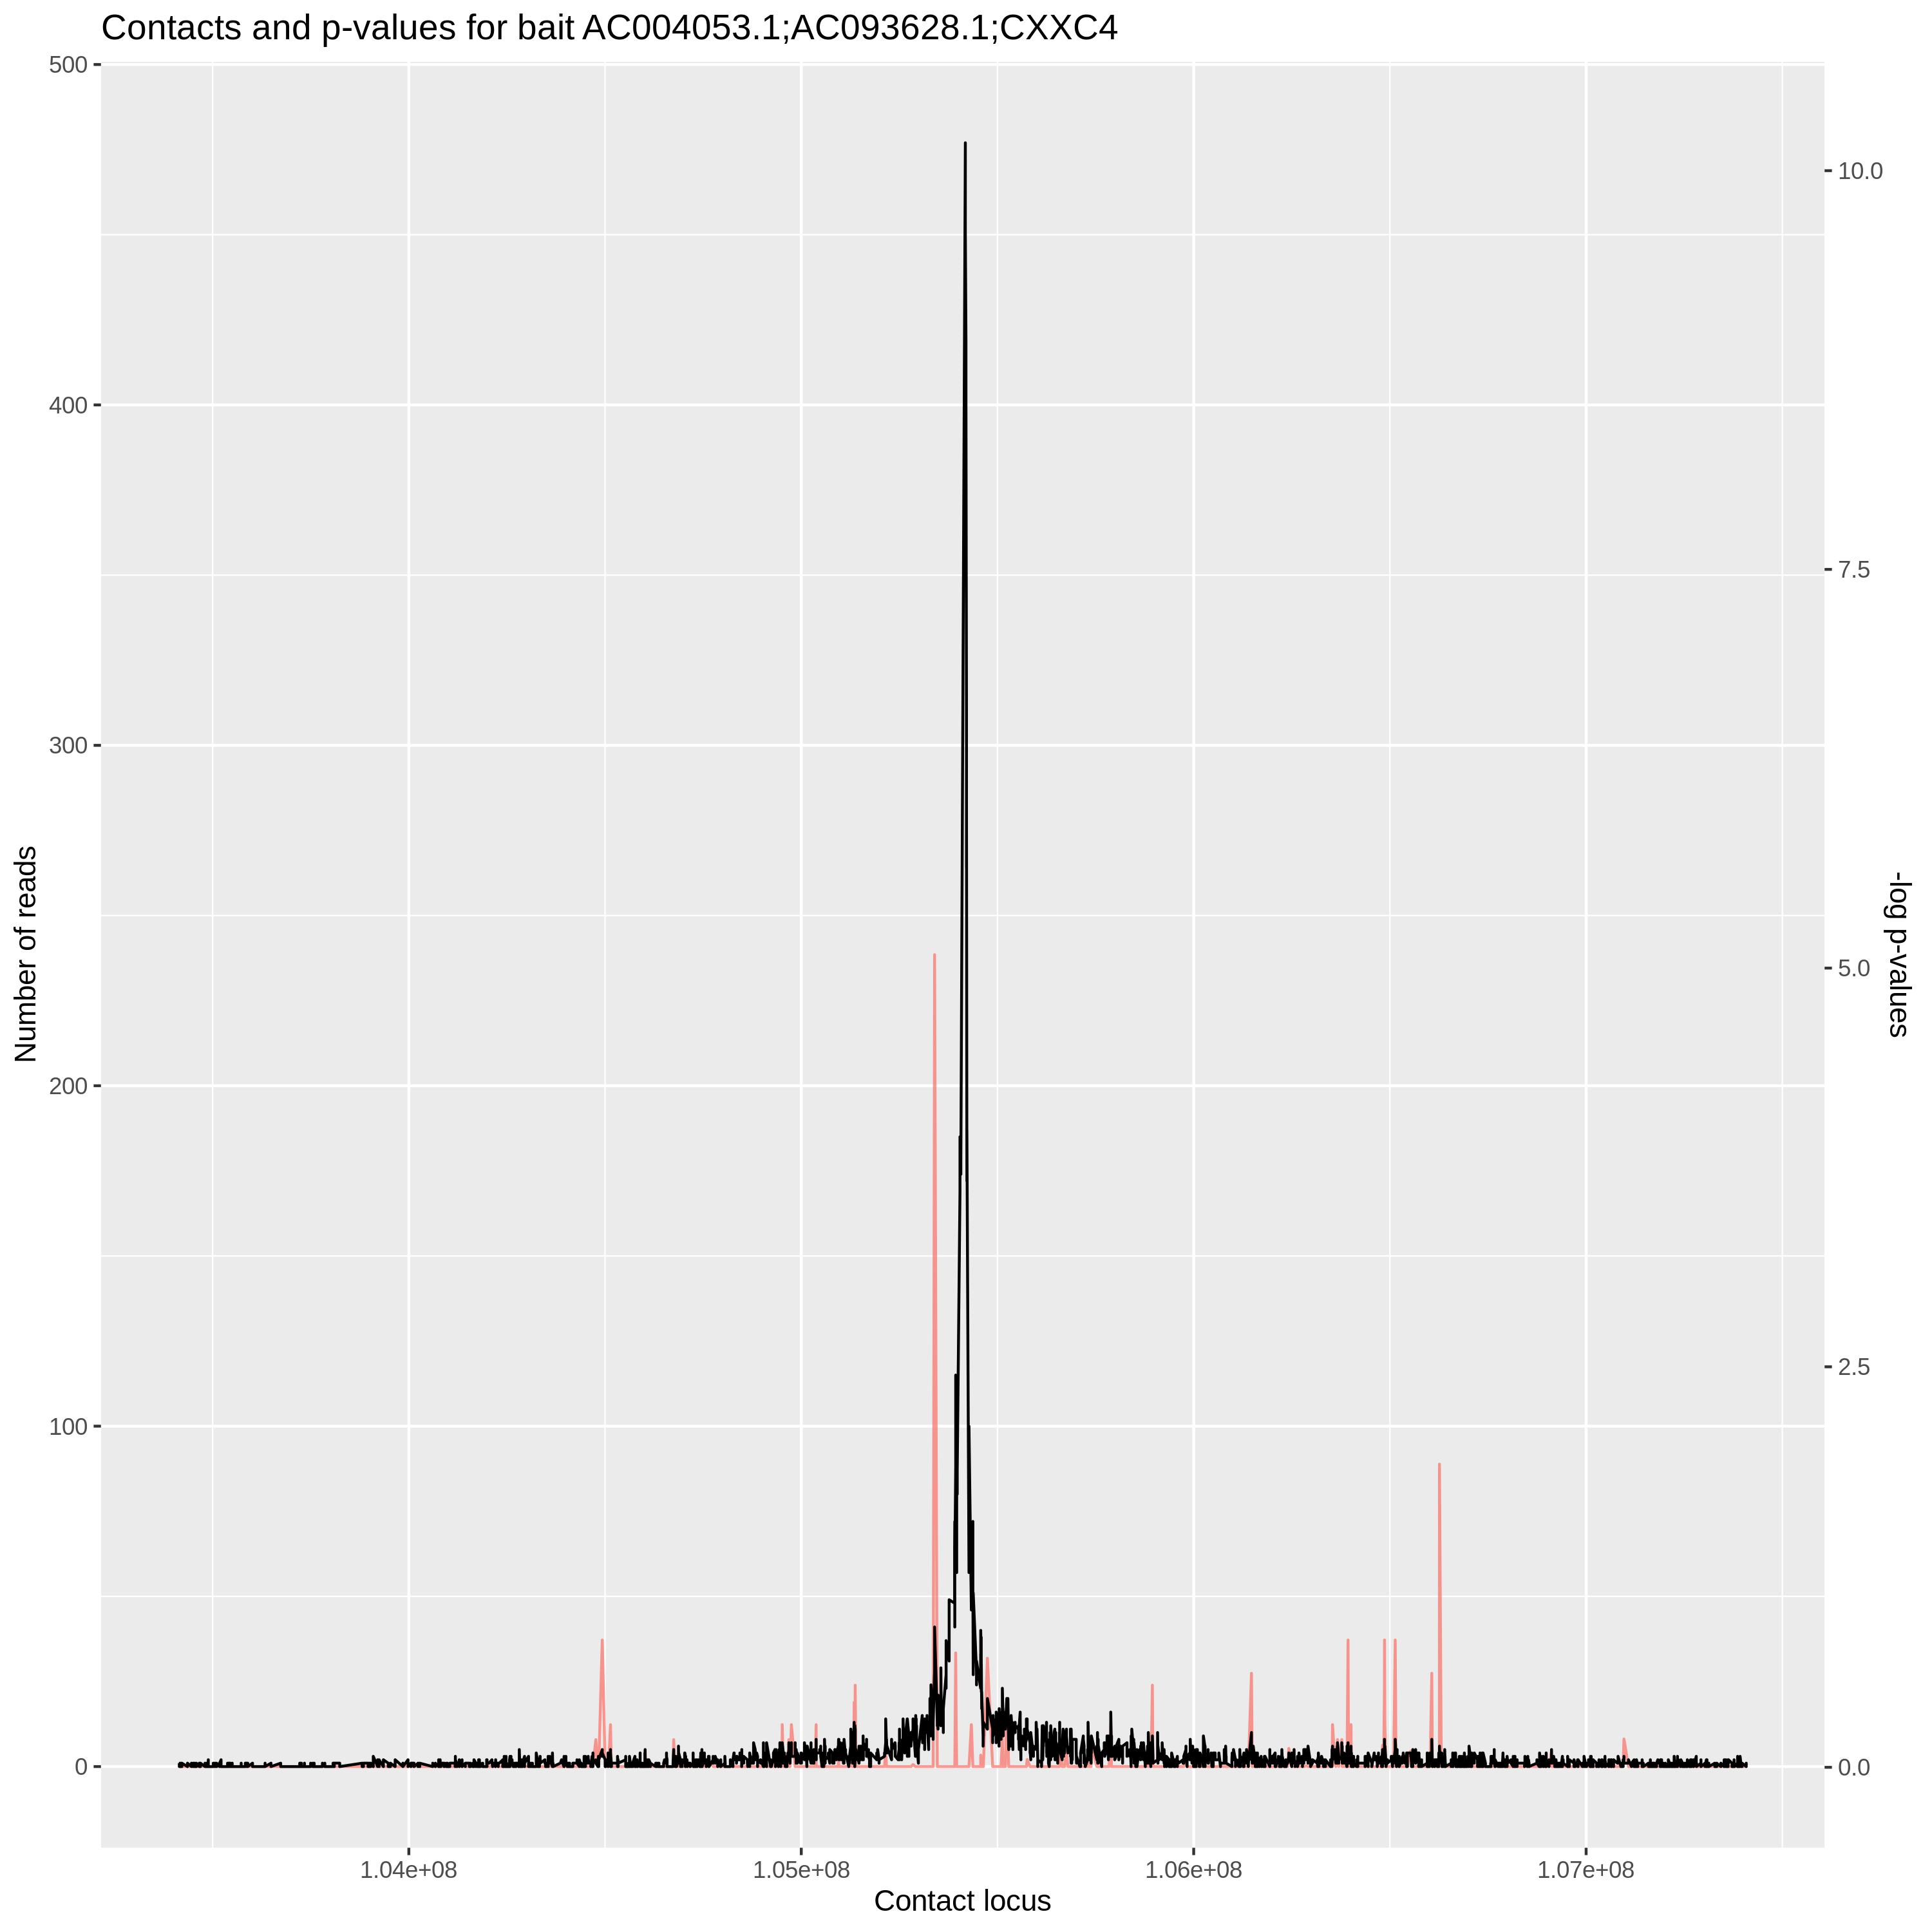 Contacts and p-values for bait AC004053.1;AC093628.1;CXXC4
500
400
300
200
100
0
Number of reads
10.0
7.5
5.0
2.5
0.0
-log p-values
1.04e+08
1.05e+08
1.06e+08
1.07e+08
Contact locus